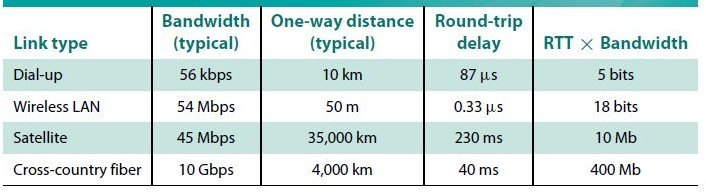 Link type Bandwidth (typical) One-way distance (typical) Round-trip delay RTT × Bandwidth
Dial-up 56 kbps 10 km 87 μs 5 bits
Wireless LAN 54 Mbps 50 m 0.33 μs 18 bits
Satellite 45 Mbps 35,000 km 230 ms 10 Mb
Cross-country fiber 10 Gbps 4,000 km 40 ms 400 Mb